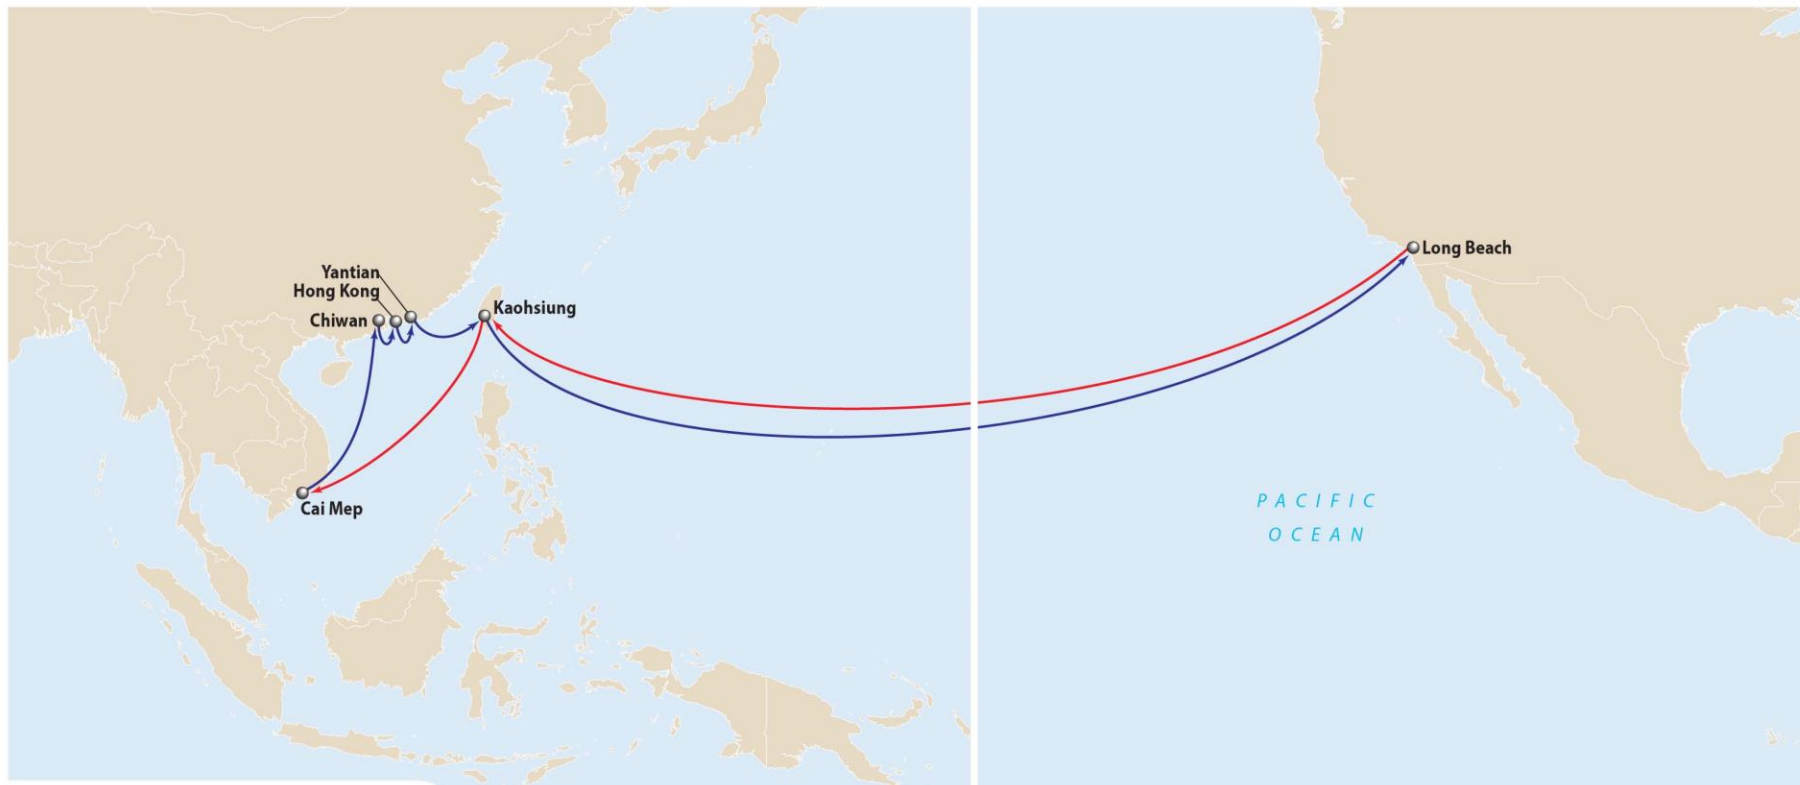 Yantian
Hong Kong
Chiwan
Kaohsiung
Long Beach
Cai Mep
PACIFIC
OCEAN